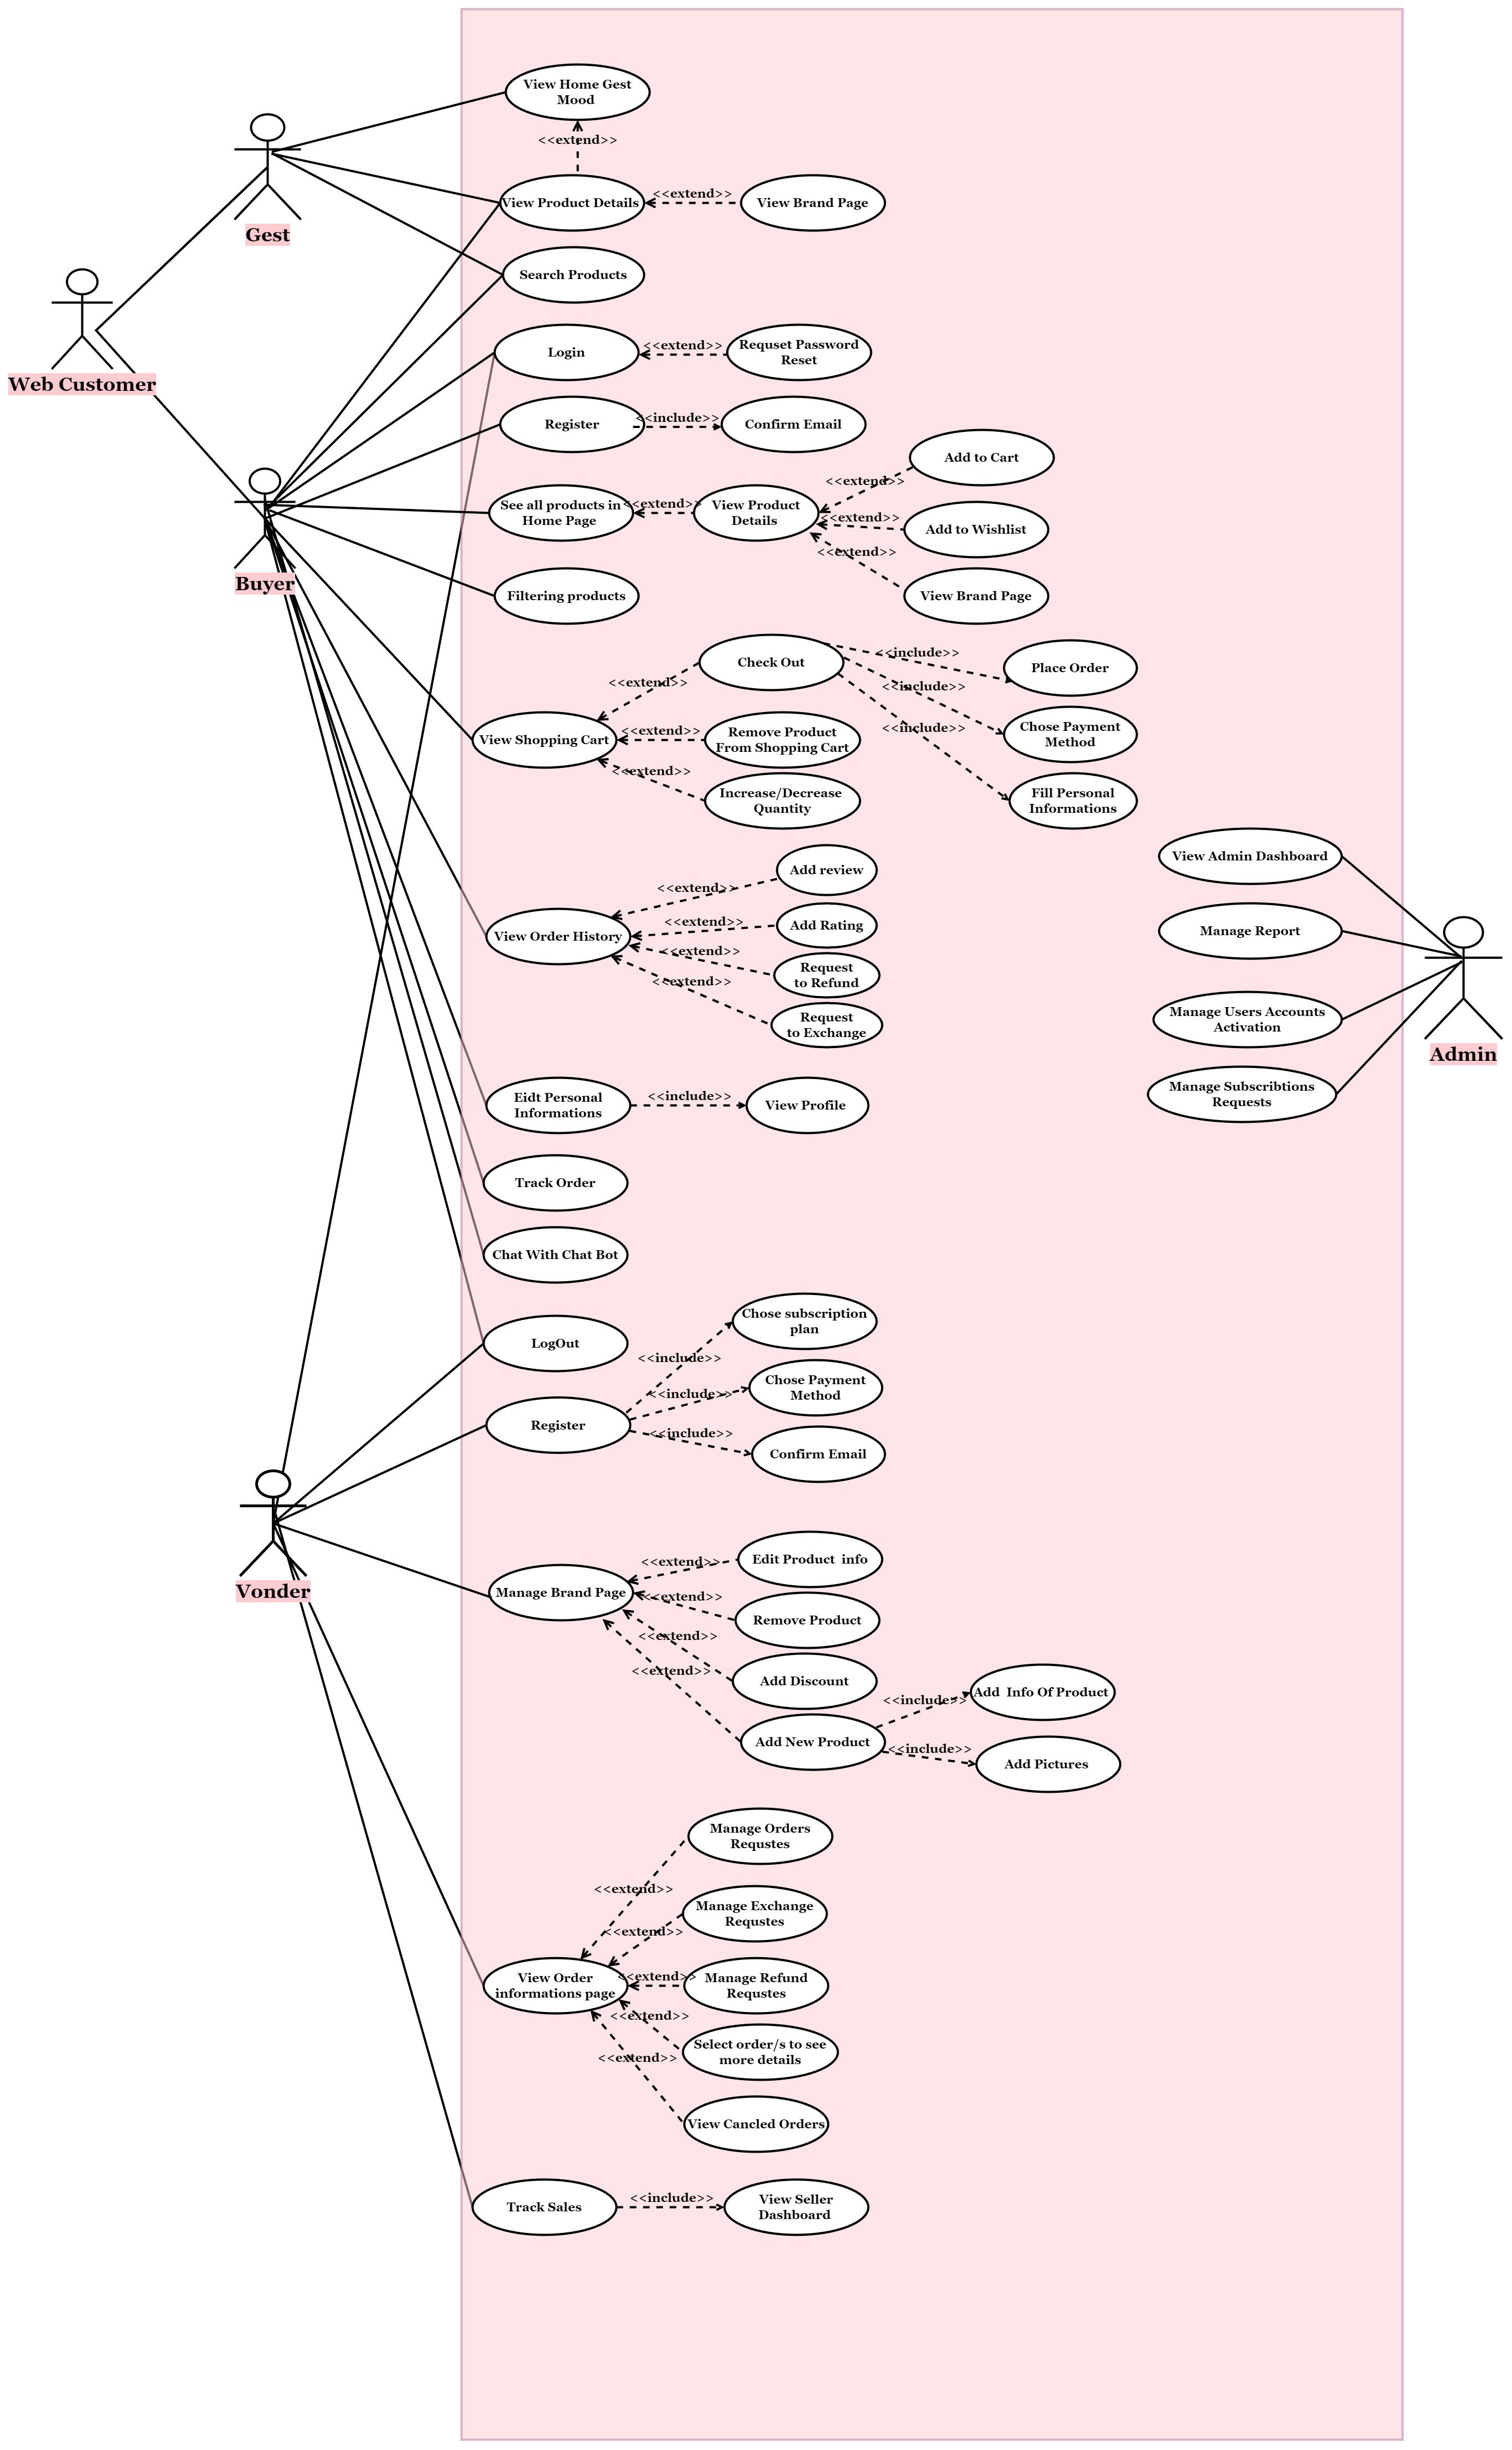 View Home Gest
Mood
<<extend>>
Gest
View Product Details
<<extend>>
View Brand Page
Search Products
Web Customer
Login
<<extend>>
Requset Password
Reset
Register
<<include>>
Confirm Email
Buyer
See all products in
Home Page
<<extend>>
View Product
Details
<<extend>>
Add to Cart
<<extend>>
Add to Wishlist
<<extend>>
View Brand Page
Filtering products
View Shopping Cart
<<extend>>
Check Out
<<include>>
Place Order
<<include>>
Chose Payment
Method
<<include>>
Fill Personal
Informations
<<extend>>
Remove Product
From Shopping Cart
<<extend>>
Increase/Decrease
Quantity
View Admin Dashboard
Manage Report
Manage Users Accounts
Activation
Manage Subscribtions
Requests
Admin
View Order History
<<extend>>
Add review
<<extend>>
Add Rating
<<extend>>
Request
to Refund
<<extend>>
Request
to Exchange
Eidt Personal
Informations
<<include>>
View Profile
Track Order
Chat With Chat Bot
LogOut
Register
<<include>>
Chose subscription
plan
<<include>>
Chose Payment
Method
<<include>>
Confirm Email
Vonder
Manage Brand Page
<<extend>>
Edit Product  info
<<extend>>
Remove Product
<<extend>>
Add Discount
<<extend>>
Add New Product
<<include>>
Add  Info Of Product
<<include>>
Add Pictures
View Order
informations page
<<extend>>
Manage Orders
Requstes
<<extend>>
Manage Exchange
Requstes
<<extend>>
Manage Refund
Requstes
<<extend>>
Select order/s to see
more details
<<extend>>
View Cancled Orders
Track Sales
<<include>>
View Seller
Dashboard